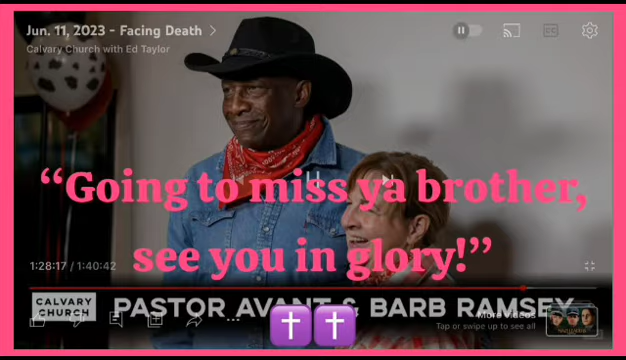 Jun. 11, 2023 - Facing Death
Calvary Church with Ed Taylor
CC
“Going to miss ya brother,
see you in glory!”
1:28:17 / 1:40:42
CALVARY
CHURCH
PASTOR AVANT & BARB RAMSEY
More videos
Tap or swipe up to see all